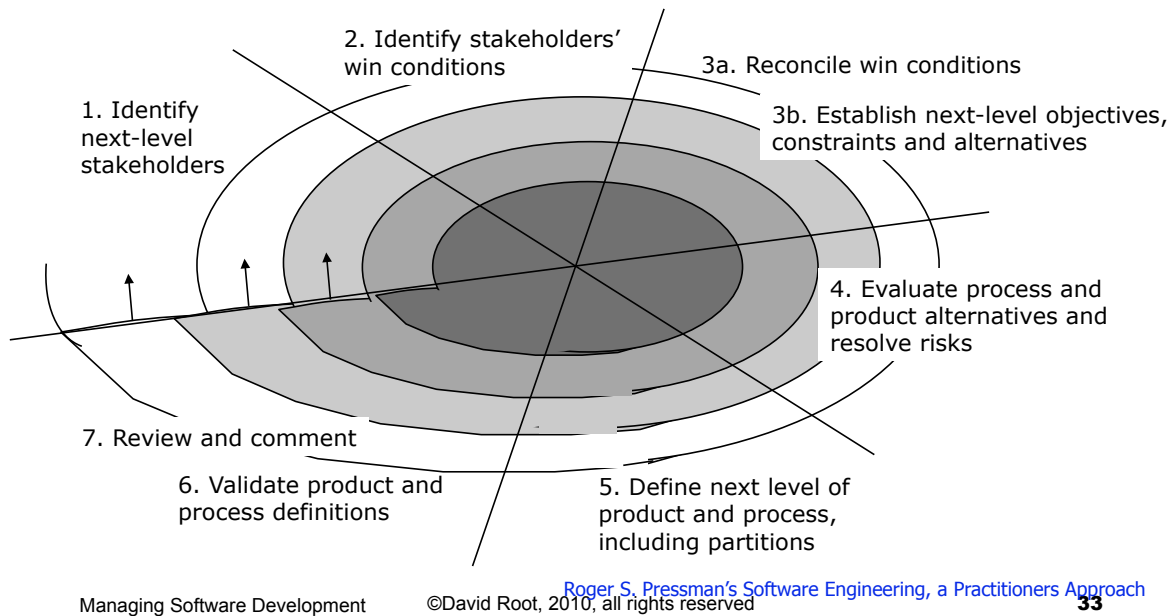 1. Identify
next-level
stakeholders
2. Identify stakeholders’
win conditions
3a. Reconcile win conditions
3b. Establish next-level objectives,
constraints and alternatives
4. Evaluate process and
product alternatives and
resolve risks
5. Define next level of
product and process,
including partitions
6. Validate product and
process definitions
7. Review and comment
Roger S. Pressman’s Software Engineering, a Practitioners Approach
Managing Software Development
©David Root, 2010, all rights reserved
33